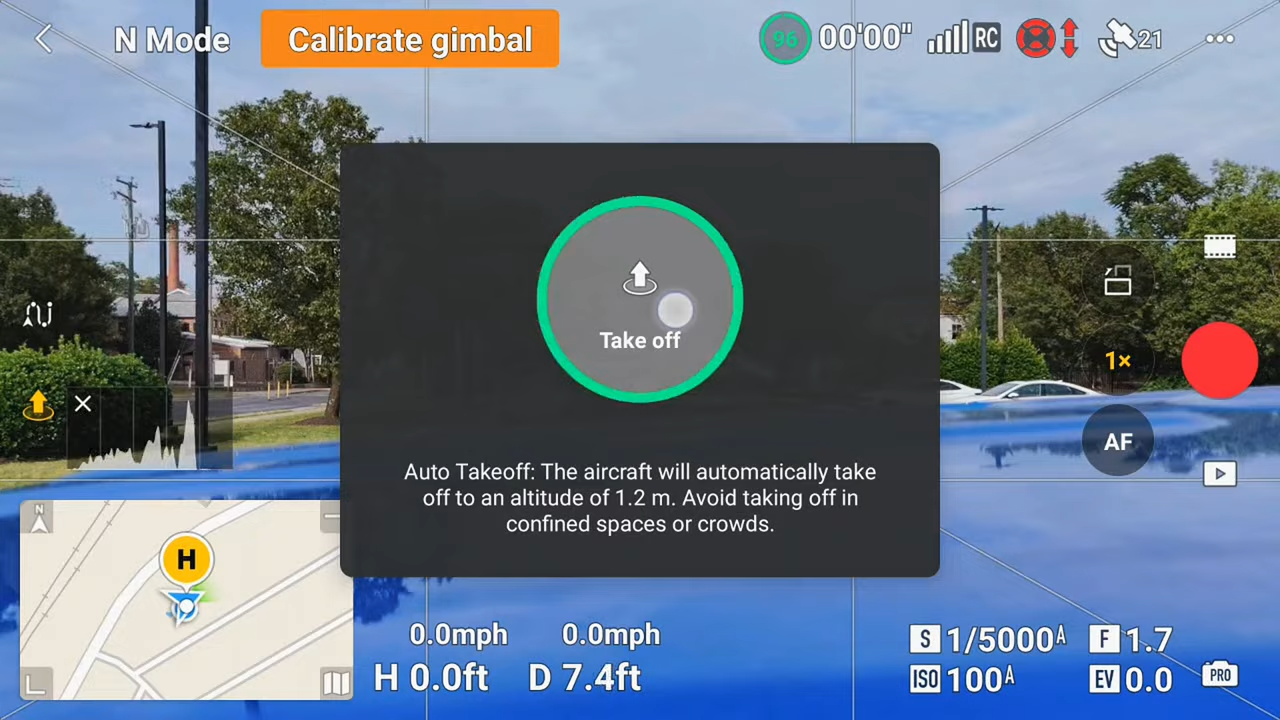 N Mode
Calibrate gimbal
96
00'00"
RC
21
Take off
Auto Takeoff: The aircraft will automatically take
off to an altitude of 1.2 m. Avoid taking off in
confined spaces or crowds.
1×
AF
N
H
0.0mph 0.0mph
H 0.0ft D 7.4ft
S 1/5000A F 1.7
ISO 100A EV 0.0
PRO